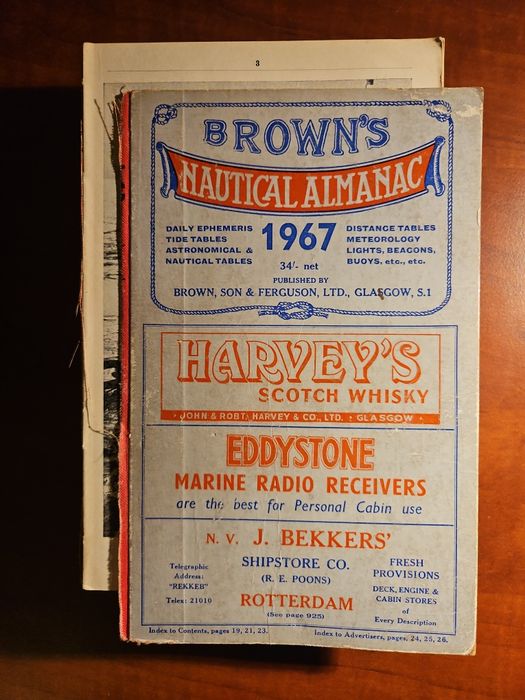 3
BROWN'S
NAUTICAL ALMANAC
DAILY EPHEMERIS
TIDE TABLES
ASTRONOMICAL &
NAUTICAL TABLES
1967
34/- net
DISTANCE TABLES
METEOROLOGY
LIGHTS, BEACONS,
BUOYS, etc., etc.
PUBLISHED BY
BROWN, SON & FERGUSON, LTD., GLASGOW, S.1
HARVEY'S
SCOTCH WHISKY
· JOHN & ROBT. HARVEY & CO., LTD. · GLASGOW ·
EDDYSTONE
MARINE RADIO RECEIVERS
are the best for Personal Cabin use
N. V. J. BEKKERS'
SHIPSTORE CO.
(R. E. POONS)
ROTTERDAM
(See page 925)
Telegraphic
Address:
"REKKEB"
Telex: 21010
FRESH
PROVISIONS
DECK, ENGINE &
CABIN STORES
of
Every Description
Index to Contents, pages 19, 21, 23.
Index to Advertisers, pages, 24, 25, 26.